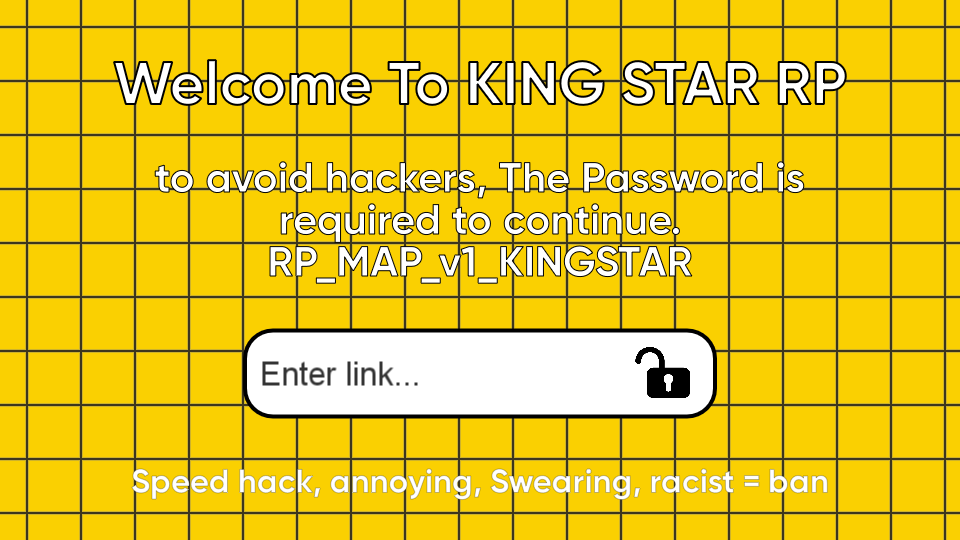 Welcome To KING STAR RP
to avoid hackers, The Password is
required to continue.
RP_MAP_v1_KINGSTAR
Enter link...
Speed hack, annoying, Swearing, racist = ban